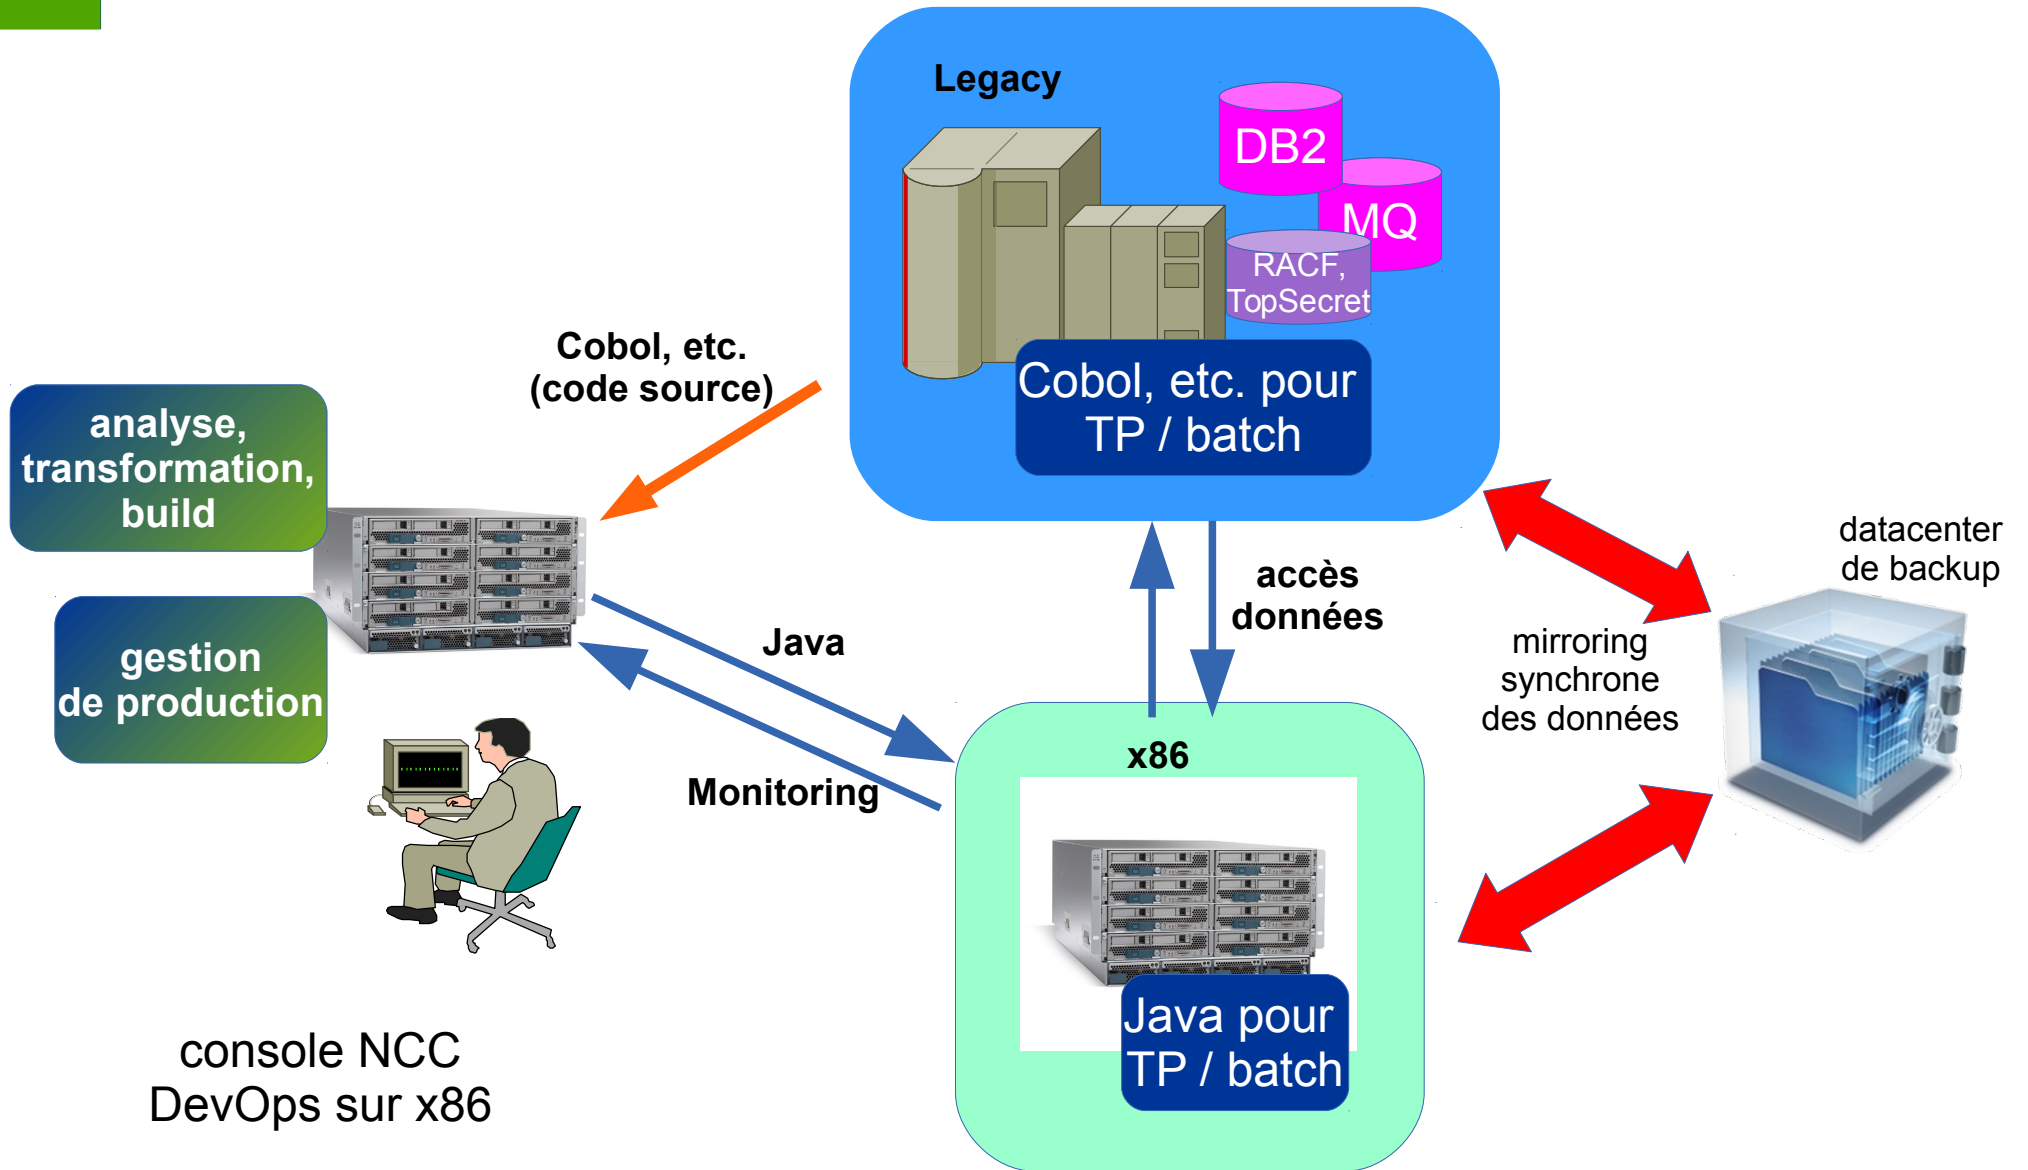 Legacy
DB2
MQ
RACF,
TopSecret
Cobol, etc. pour
TP / batch
Cobol, etc.
(code source)
analyse,
transformation,
build
gestion
de production
Java
Monitoring
accès
données
datacenter
de backup
mirroring
synchrone
des données
x86
Java pour
TP / batch
console NCC
DevOps sur x86